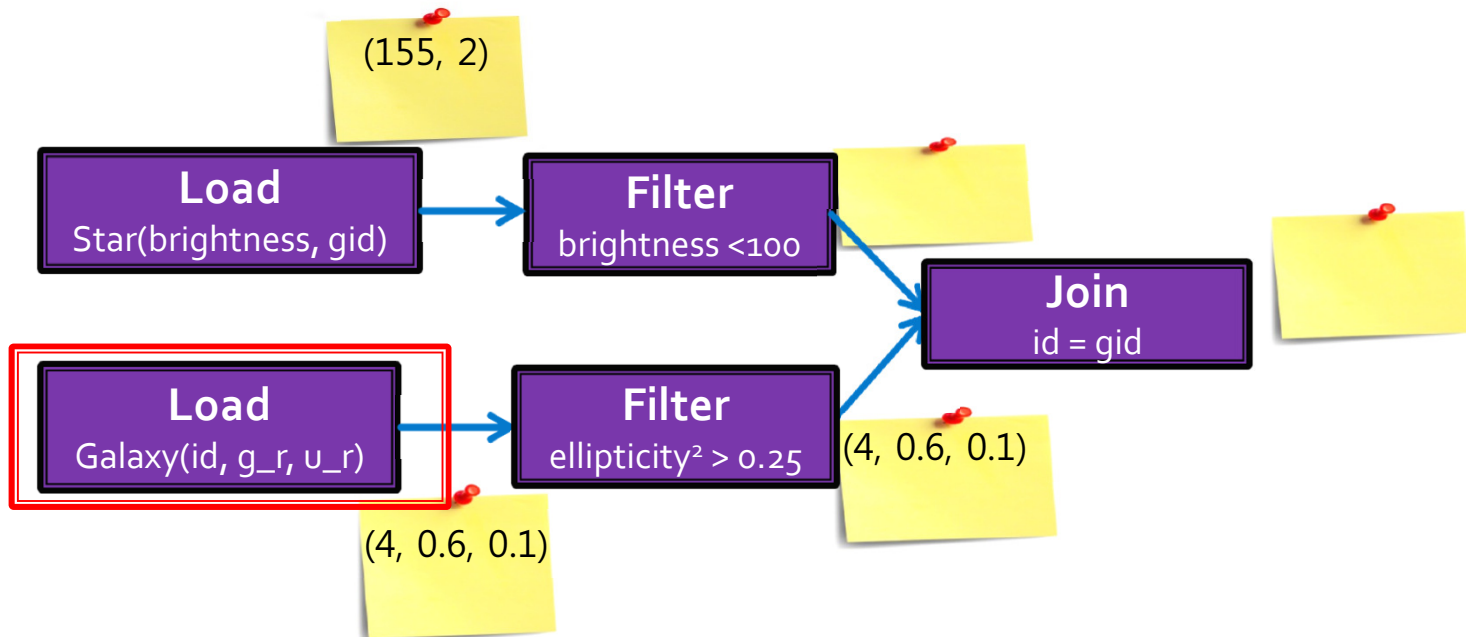 (155, 2)
Load
Star(brightness, gid)
Filter
brightness <100
Join
id = gid
Load
Galaxy(id, g_r, u_r)
Filter
ellipticity² > 0.25
(4, 0.6, 0.1)
(4, 0.6, 0.1)